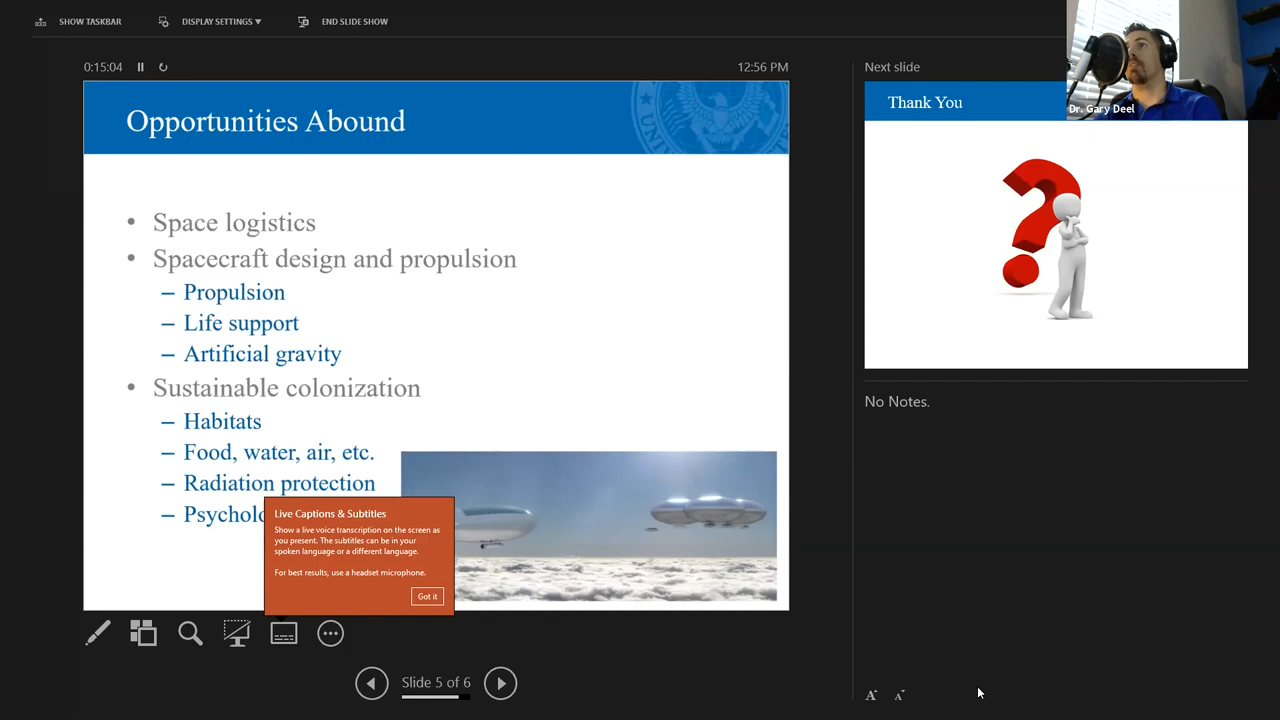 SHOW TASKBAR
DISPLAY SETTINGS ▼
END SLIDE SHOW
0:15:04
12:56 PM
Opportunities Abound
• Space logistics
• Spacecraft design and propulsion
– Propulsion
– Life support
– Artificial gravity
• Sustainable colonization
– Habitats
– Food, water, air, etc.
– Radiation protection
Live Captions & Subtitles
Show a live voice transcription on the screen as
you present. The subtitles can be in your
spoken language or a different language.
For best results, use a headset microphone.
Got it
Slide 5 of 6
Next slide
Thank You
?
Dr. Gary Deel
No Notes.
A
A